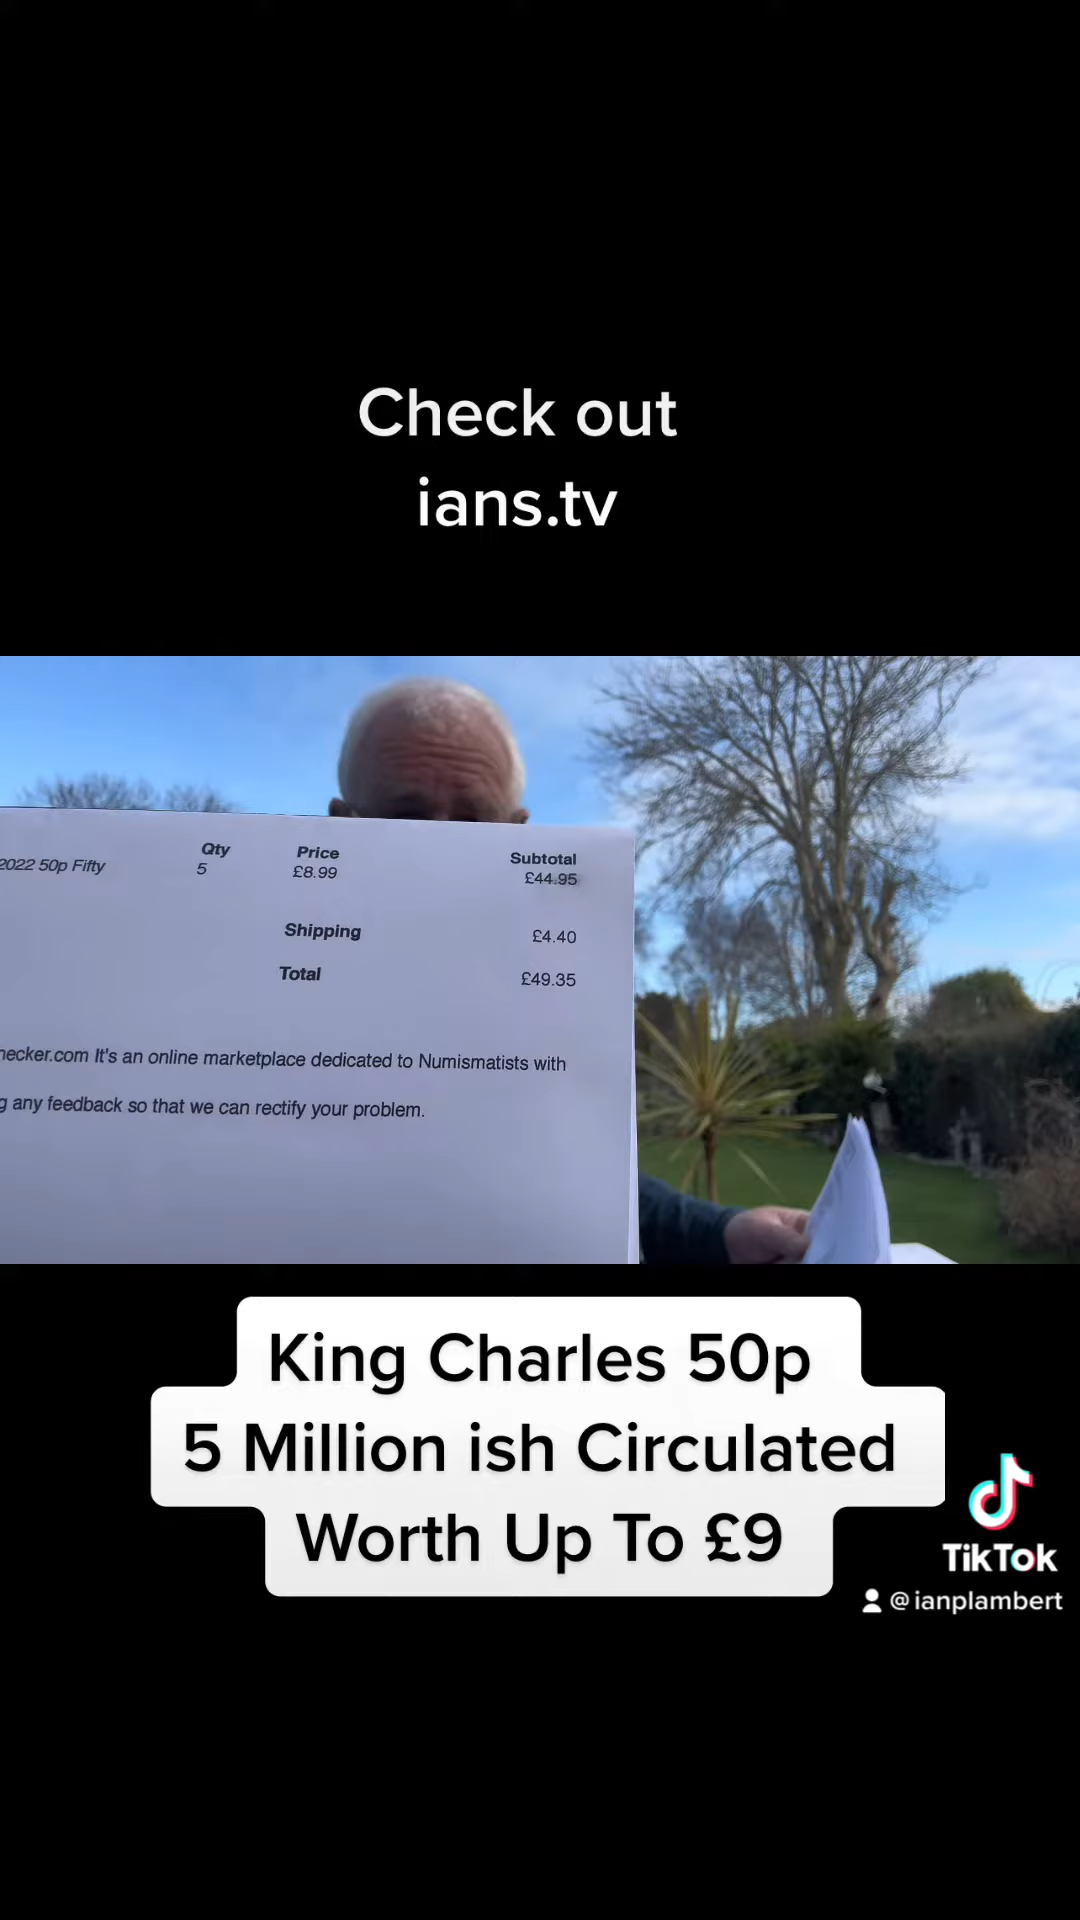 Check out
ians.tv
Qty Price Subtotal
2022 50p Fifty 5 £8.99 £44.95
Shipping £4.40
Total £49.35
necker.com It's an online marketplace dedicated to Numismatists with
g any feedback so that we can rectify your problem.
King Charles 50p
5 Million ish Circulated
Worth Up To £9
TikTok
@ianplambert